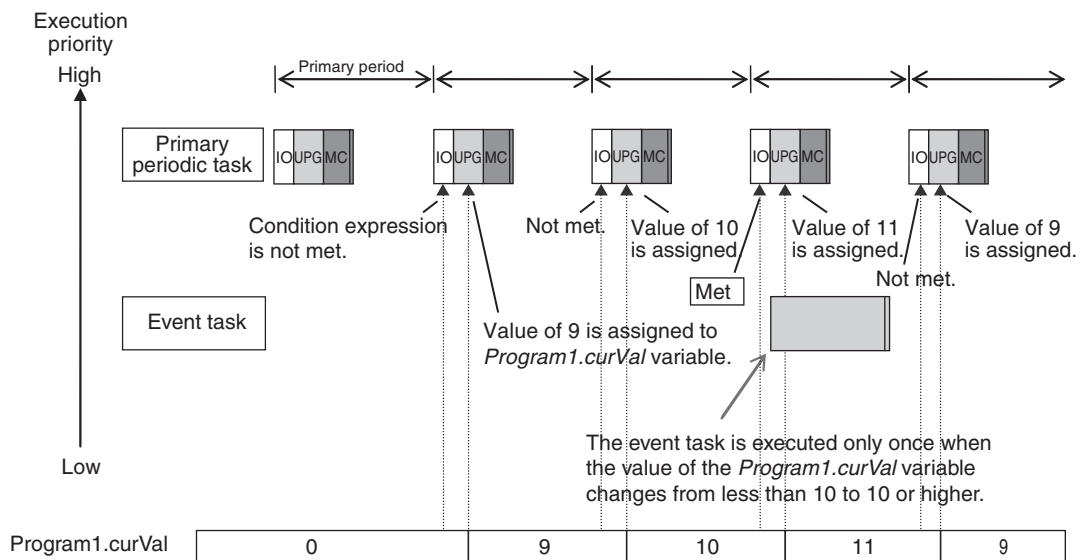 Execution
priority
High
Primary period
Primary
periodic task
IO UPG MC
IO UPG MC
IO UPG MC
IO UPG MC
IO UPG MC
Condition expression
is not met.
Not met.
Value of 10
is assigned
Value of 11
is assigned.
Value of 9
is assigned.
Not met.
Met
Event task
Value of 9 is assigned to
Program1.curVal variable.
The event task is executed only once when
the value of the Program1.curVal variable
changes from less than 10 to 10 or higher.
Low
Program1.curVal 0 9 10 11 9